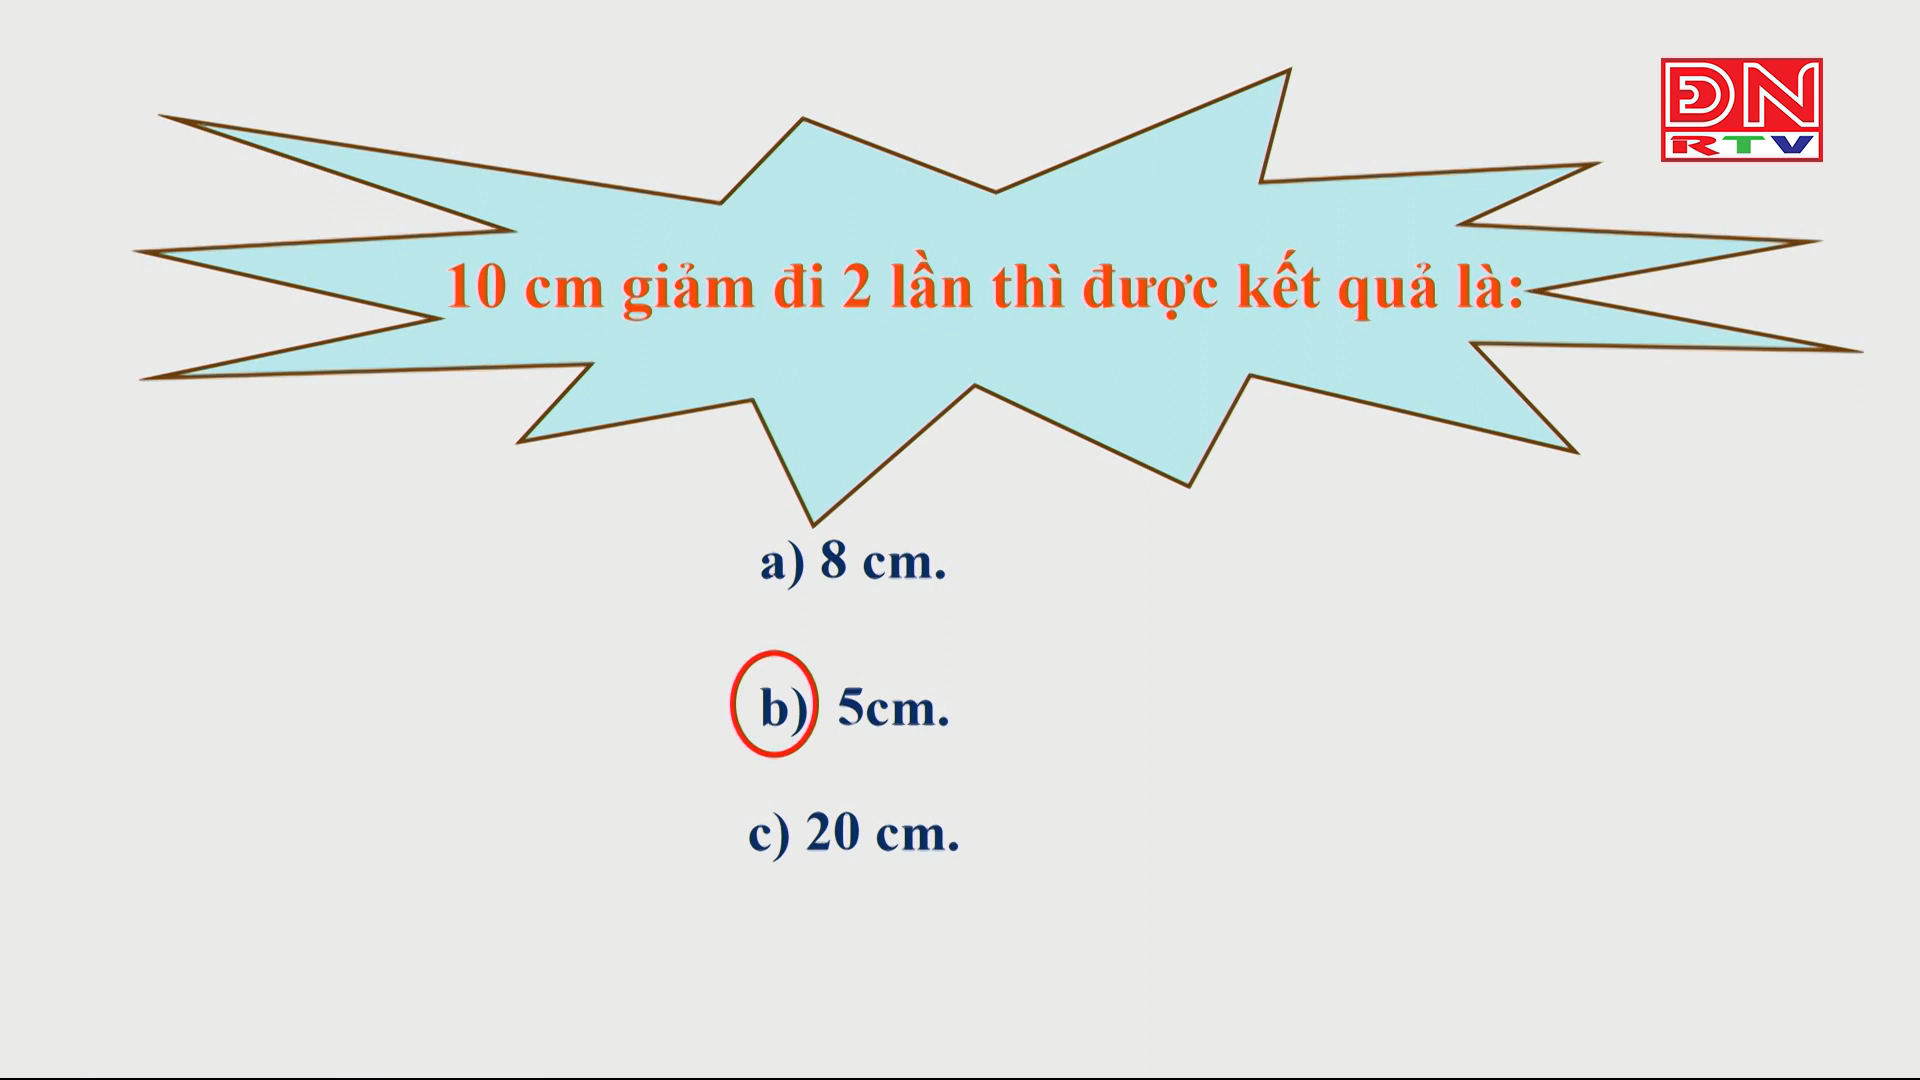 ĐN
RTV
10 cm giảm đi 2 lần thì được kết quả là:
a) 8 cm.
b) 5cm.
c) 20 cm.